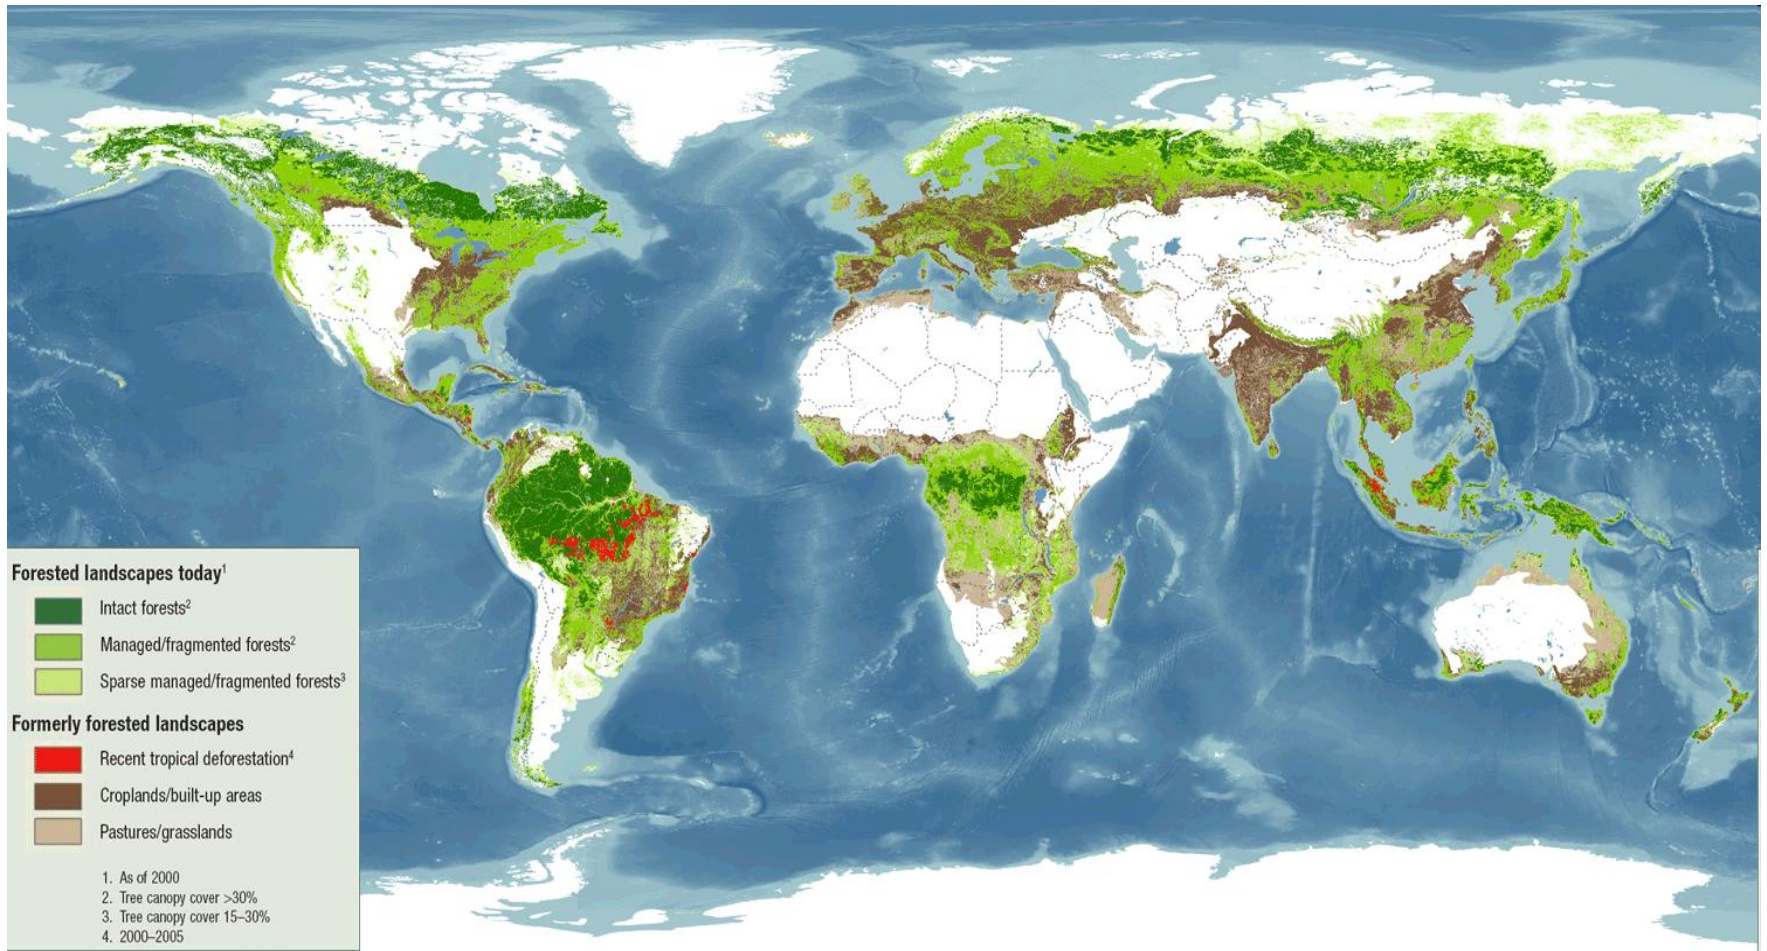 Forested landscapes today¹
Intact forests²
Managed/fragmented forests²
Sparse managed/fragmented forests³
Formerly forested landscapes
Recent tropical deforestation⁴
Croplands/built-up areas
Pastures/grasslands
1. As of 2000
2. Tree canopy cover >30%
3. Tree canopy cover 15–30%
4. 2000–2005